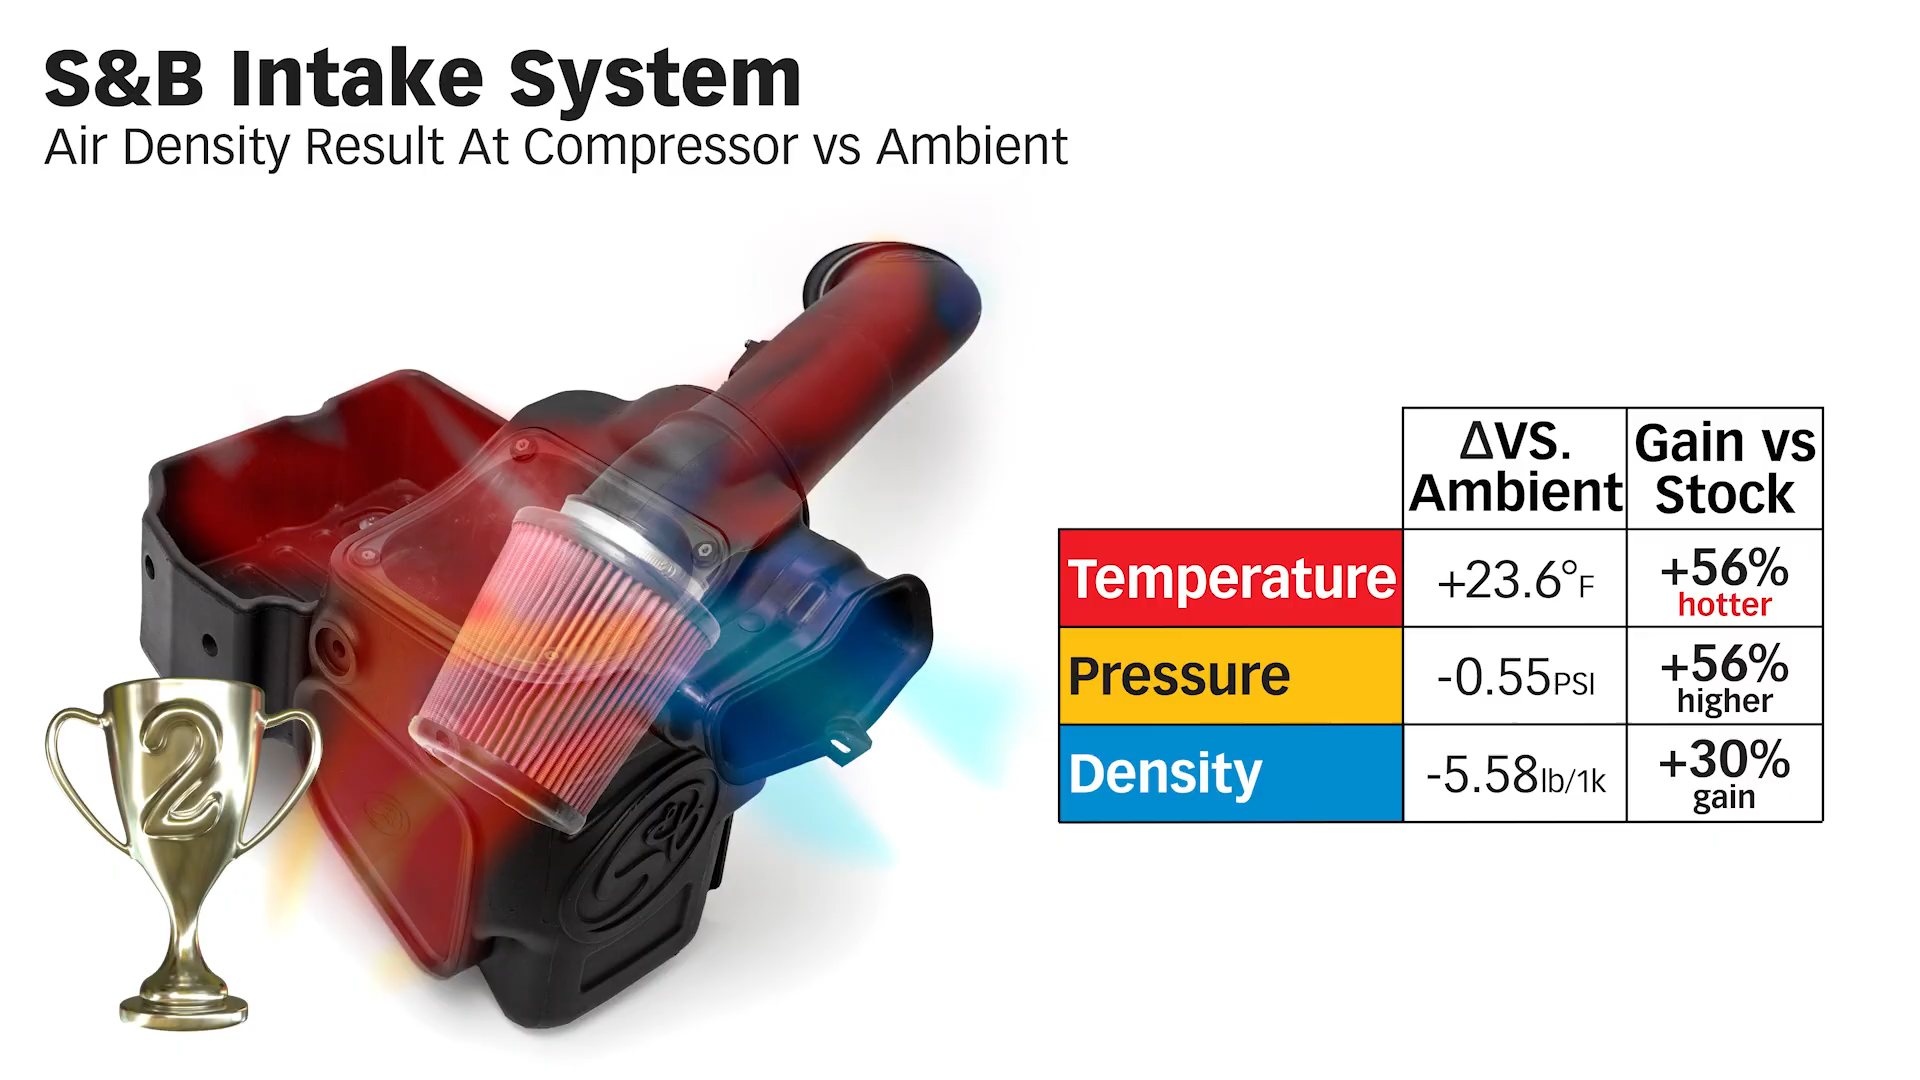 S&B Intake System
Air Density Result At Compressor vs Ambient
ΔVS. Ambient
Gain vs Stock
Temperature
+23.6°F
+56% hotter
Pressure
-0.55PSI
+56% higher
Density
-5.58lb/1k
+30% gain
2
S&B